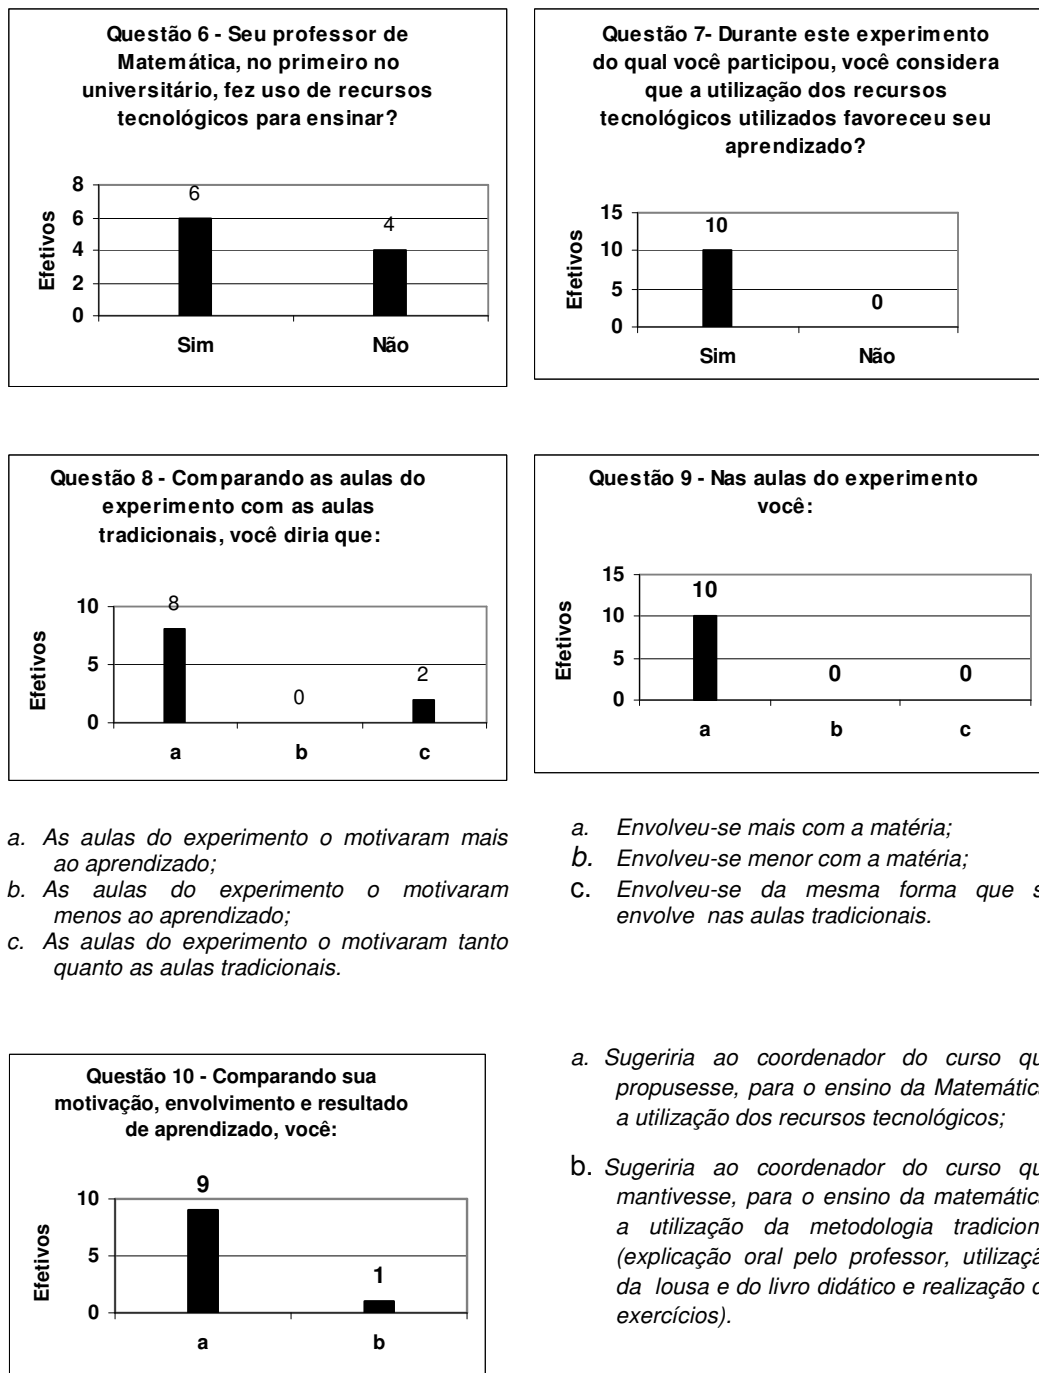 Questão 6 - Seu professor de
Matemática, no primeiro no
universitário, fez uso de recursos
tecnológicos para ensinar?
8
6
4
2
0
Efetivos
6
4
Sim
Não
Questão 7- Durante este experimento
do qual você participou, você considera
que a utilização dos recursos
tecnológicos utilizados favoreceu seu
aprendizado?
15
10
5
0
Efetivos
10
0
Sim
Não
Questão 8 - Comparando as aulas do
experimento com as aulas
tradicionais, você diria que:
10
5
0
Efetivos
8
0
2
a
b
c
Questão 9 - Nas aulas do experimento
você:
15
10
5
0
Efetivos
10
0
0
a
b
c
a. As aulas do experimento o motivaram mais
ao aprendizado;
b. As aulas do experimento o motivaram
menos ao aprendizado;
c. As aulas do experimento o motivaram tanto
quanto as aulas tradicionais.
a. Envolveu-se mais com a matéria;
b. Envolveu-se menor com a matéria;
c. Envolveu-se da mesma forma que
envolve nas aulas tradicionais.
Questão 10 - Comparando sua
motivação, envolvimento e resultado
de aprendizado, você:
10
5
0
Efetivos
9
1
a
b
a. Sugeriria ao coordenador do curso
propusesse, para o ensino da
a utilização dos recursos tecnológicos;
b. Sugeriria ao coordenador do curso
mantivesse, para o ensino da
a utilização da metodologia
(explicação oral pelo professor,
da lousa e do livro didático e realização
exercícios).